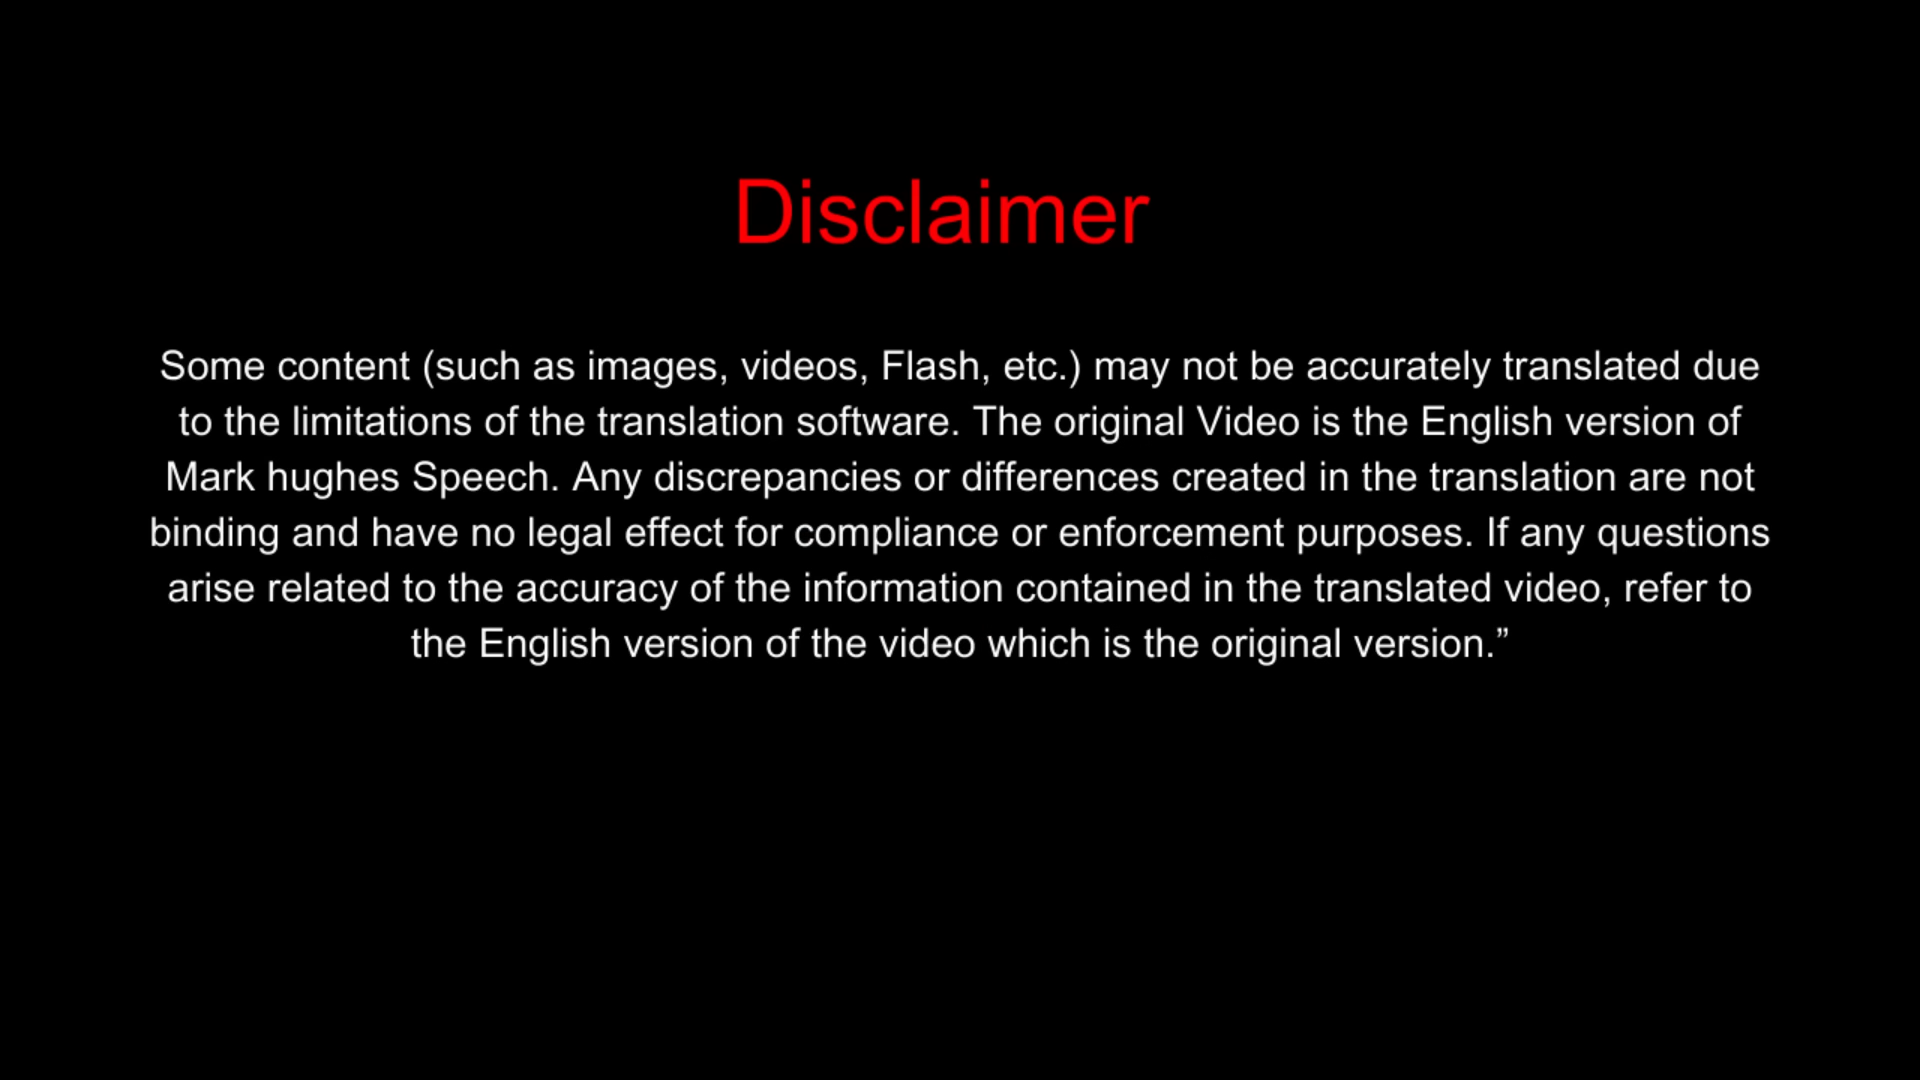 Disclaimer
Some content (such as images, videos, Flash, etc.) may not be accurately translated due
to the limitations of the translation software. The original Video is the English version of
Mark hughes Speech. Any discrepancies or differences created in the translation are not
binding and have no legal effect for compliance or enforcement purposes. If any questions
arise related to the accuracy of the information contained in the translated video, refer to
the English version of the video which is the original version.”